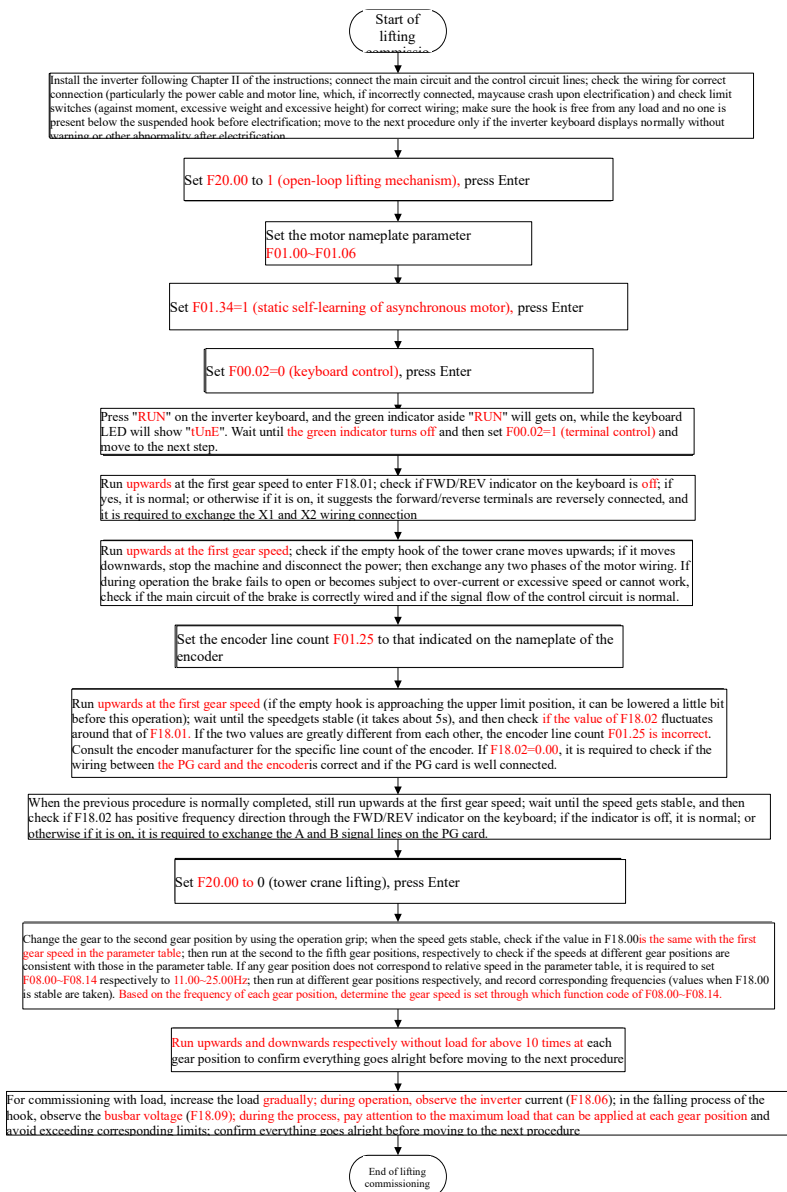 Start of
lifting
commissio
Install the inverter following Chapter II of the instructions; connect the main circuit and the control circuit lines; check the wiring for correct
connection (particularly the power cable and motor line, which, if incorrectly connected, maycause crash upon electrification) and check limit
switches (against moment, excessive weight and excessive height) for correct wiring; make sure the hook is free from any load and no one is
present below the suspended hook before electrification; move to the next procedure only if the inverter keyboard displays normally without
warning or other abnormality after electrification
Set F20.00 to 1 (open-loop lifting mechanism), press Enter
Set the motor nameplate parameter
F01.00~F01.06
Set F01.34=1 (static self-learning of asynchronous motor), press Enter
Set F00.02=0 (keyboard control), press Enter
Press "RUN" on the inverter keyboard, and the green indicator aside "RUN" will gets on, while the keyboard
LED will show "tUnE". Wait until the green indicator turns off and then set F00.02=1 (terminal control) and
move to the next step.
Run upwards at the first gear speed to enter F18.01; check if FWD/REV indicator on the keyboard is off; if
yes, it is normal; or otherwise if it is on, it suggests the forward/reverse terminals are reversely connected, and
it is required to exchange the X1 and X2 wiring connection
Run upwards at the first gear speed; check if the empty hook of the tower crane moves upwards; if it moves
downwards, stop the machine and disconnect the power; then exchange any two phases of the motor wiring. If
during operation the brake fails to open or becomes subject to over-current or excessive speed or cannot work,
check if the main circuit of the brake is correctly wired and if the signal flow of the control circuit is normal.
Set the encoder line count F01.25 to that indicated on the nameplate of the
encoder
Run upwards at the first gear speed (if the empty hook is approaching the upper limit position, it can be lowered a little bit
before this operation); wait until the speedgets stable (it takes about 5s), and then check if the value of F18.02 fluctuates
around that of F18.01. If the two values are greatly different from each other, the encoder line count F01.25 is incorrect.
Consult the encoder manufacturer for the specific line count of the encoder. If F18.02=0.00, it is required to check if the
wiring between the PG card and the encoderis correct and if the PG card is well connected.
When the previous procedure is normally completed, still run upwards at the first gear speed; wait until the speed gets stable, and then
check if F18.02 has positive frequency direction through the FWD/REV indicator on the keyboard; if the indicator is off, it is normal; or
otherwise if it is on, it is required to exchange the A and B signal lines on the PG card.
Set F20.00 to 0 (tower crane lifting), press Enter
Change the gear to the second gear position by using the operation grip; when the speed gets stable, check if the value in F18.00is the same with the first
gear speed in the parameter table; then run at the second to the fifth gear positions, respectively to check if the speeds at different gear positions are
consistent with those in the parameter table. If any gear position does not correspond to relative speed in the parameter table, it is required to set
F08.00~F08.14 respectively to 11.00~25.00Hz; then run at different gear positions respectively, and record corresponding frequencies (values when F18.00
is stable are taken). Based on the frequency of each gear position, determine the gear speed is set through which function code of F08.00~F08.14.
Run upwards and downwards respectively without load for above 10 times at each
gear position to confirm everything goes alright before moving to the next procedure
For commissioning with load, increase the load gradually; during operation, observe the inverter current (F18.06); in the falling process of the
hook, observe the busbar voltage (F18.09); during the process, pay attention to the maximum load that can be applied at each gear position and
avoid exceeding corresponding limits; confirm everything goes alright before moving to the next procedure
End of lifting
commissioning